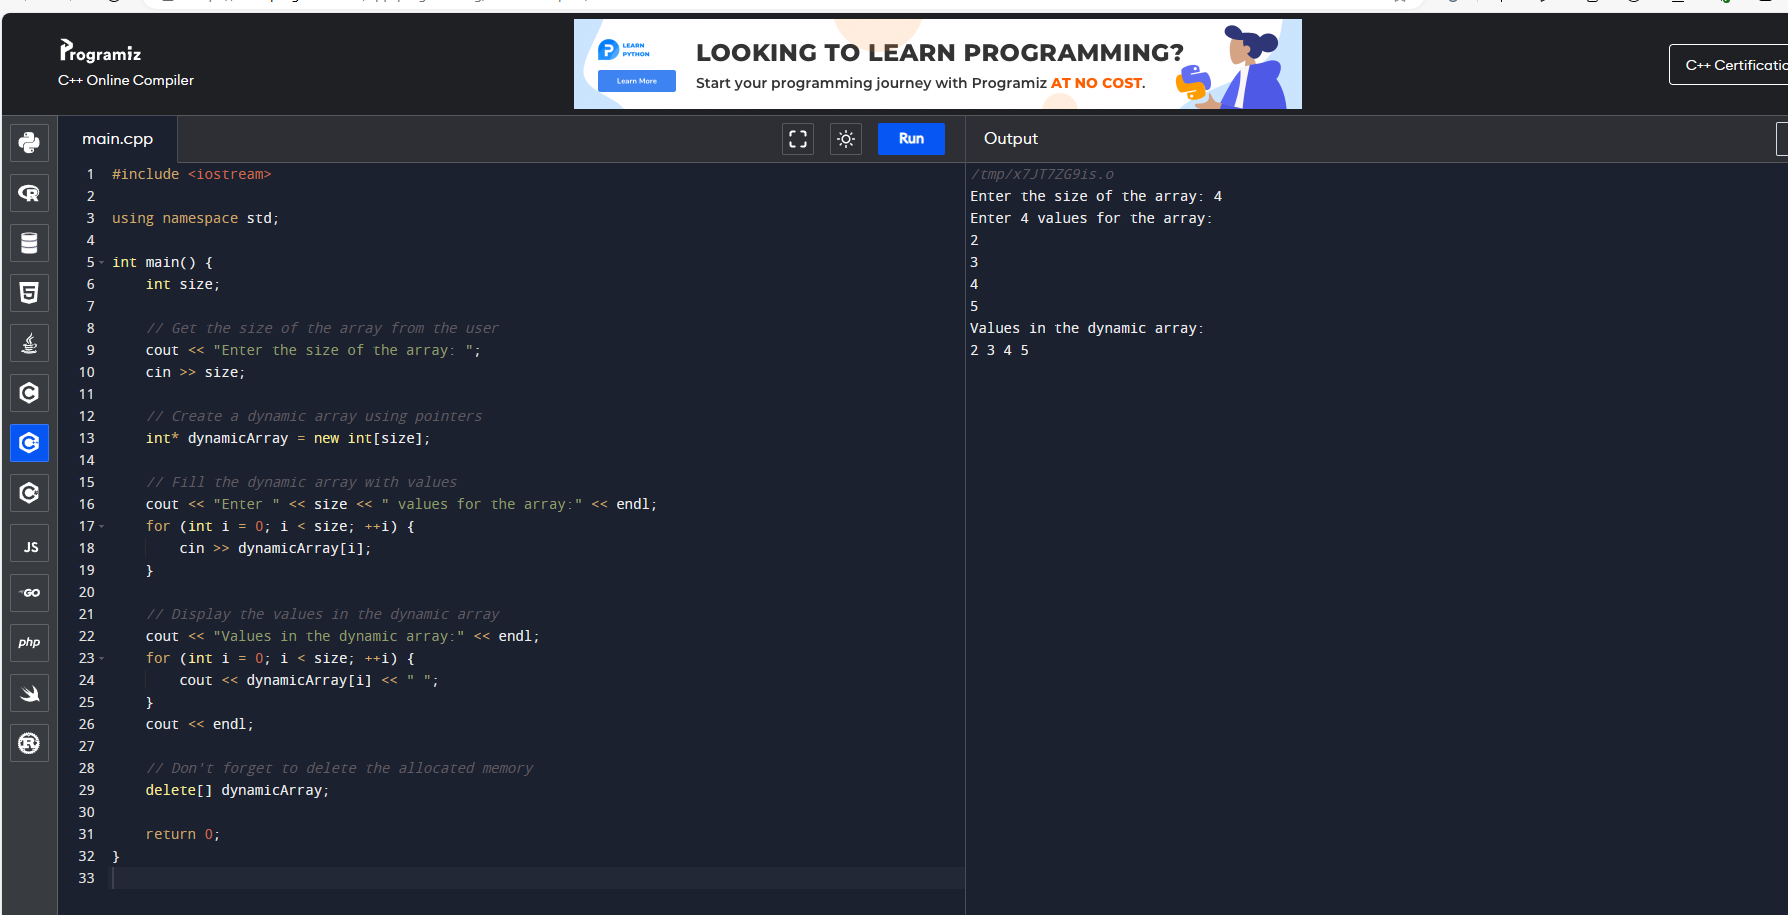 Programiz
C++ Online Compiler
LEARN
PYTHON
Learn More
LOOKING TO LEARN PROGRAMMING?
Start your programming journey with Programiz AT NO COST.
C++
main.cpp
Run
Output
1 #include <iostream>
2
3 using namespace std;
4
5 int main() {
6     int size;
7
8     // Get the size of the array from the user
9     cout << "Enter the size of the array: ";
10     cin >> size;
11
12     // Create a dynamic array using pointers
13     int* dynamicArray = new int[size];
14
15     // Fill the dynamic array with values
16     cout << "Enter " << size << " values for the array:" << endl;
17     for (int i = 0; i < size; ++i) {
18         cin >> dynamicArray[i];
19     }
20
21     // Display the values in the dynamic array
22     cout << "Values in the dynamic array:" << endl;
23     for (int i = 0; i < size; ++i) {
24         cout << dynamicArray[i] << " ";
25     }
26     cout << endl;
27
28     // Don't forget to delete the allocated memory
29     delete[] dynamicArray;
30
31     return 0;
32 }
33
/tmp/x7JT7ZG9is.o
Enter the size of the array: 4
Enter 4 values for the array:
2
3
4
5
Values in the dynamic array:
2 3 4 5
JS
GO
php